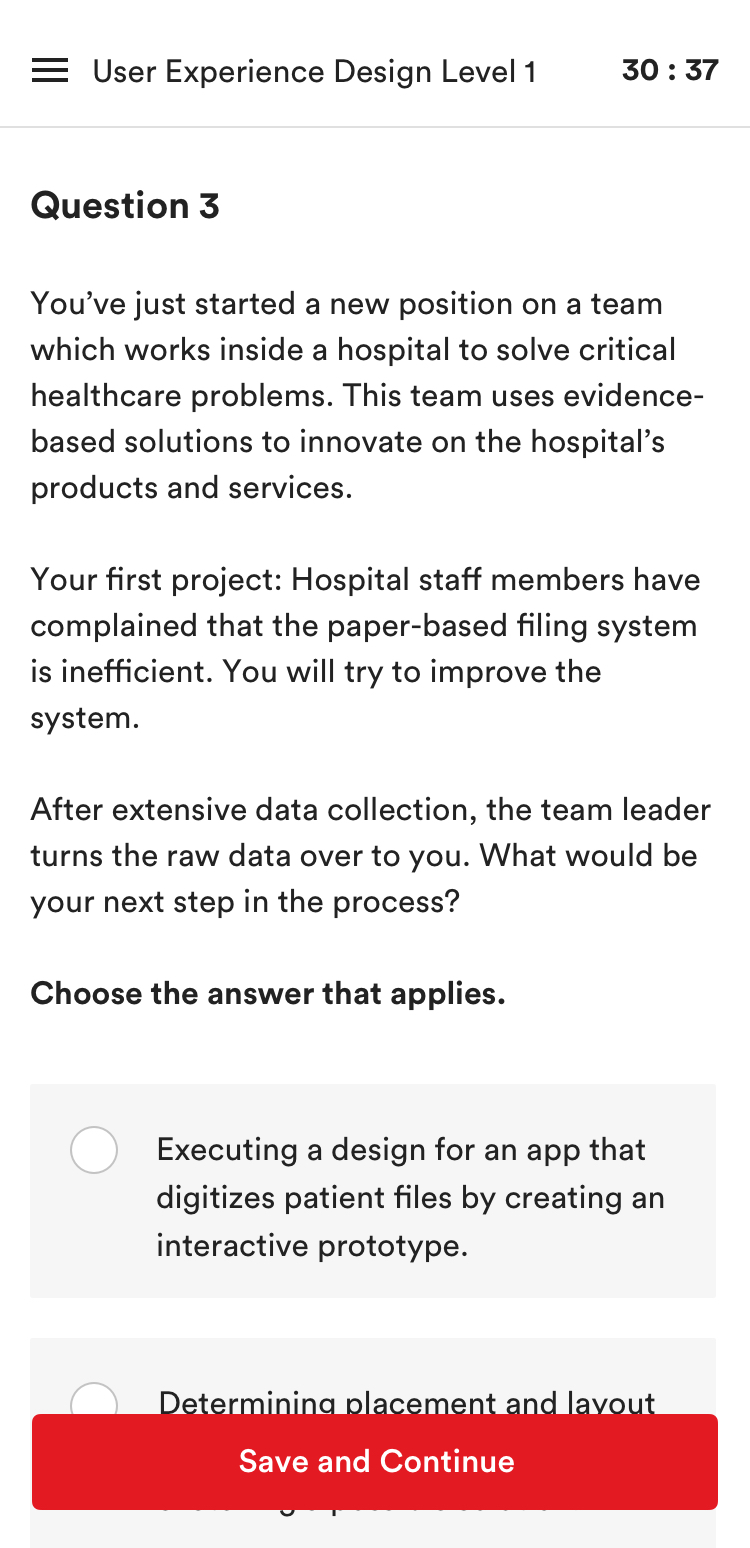 User Experience Design Level 1
30 : 37
Question 3
You’ve just started a new position on a team
which works inside a hospital to solve critical
healthcare problems. This team uses evidence-
based solutions to innovate on the hospital’s
products and services.
Your first project: Hospital staff members have
complained that the paper-based filing system
is inefficient. You will try to improve the
system.
After extensive data collection, the team leader
turns the raw data over to you. What would be
your next step in the process?
Choose the answer that applies.
Executing a design for an app that
digitizes patient files by creating an
interactive prototype.
Determining placement and layout
Save and Continue